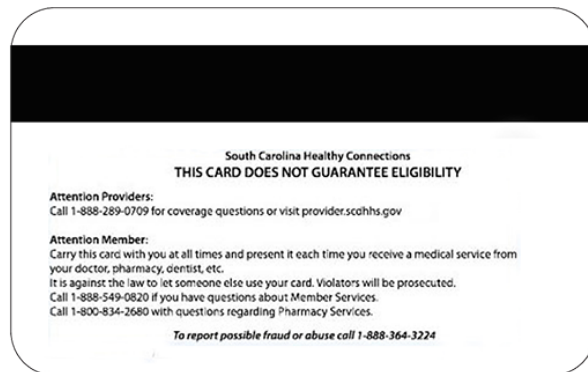 South Carolina Healthy Connections
THIS CARD DOES NOT GUARANTEE ELIGIBILITY
Attention Providers:
Call 1-888-289-0709 for coverage questions or visit provider.scdhhs.gov
Attention Member:
Carry this card with you at all times and present it each time you receive a medical service from
your doctor, pharmacy, dentist, etc.
It is against the law to let someone else use your card. Violators will be prosecuted.
Call 1-888-549-0820 if you have questions about Member Services.
Call 1-800-834-2680 with questions regarding Pharmacy Services.
To report possible fraud or abuse call 1-888-364-3224